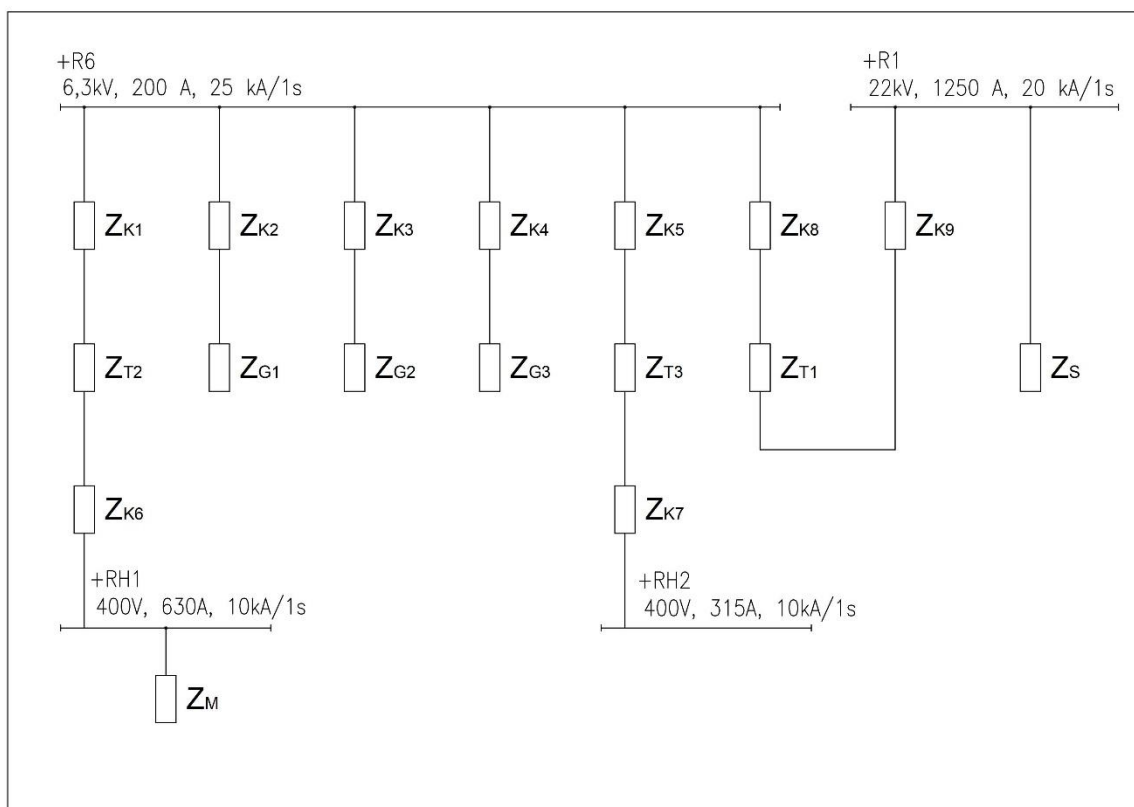 +R6
6,3kV, 200 A, 25 kA/1s
+R1
22kV, 1250 A, 20 kA/1s
ZK1
ZK2
ZK3
ZK4
ZK5
ZK8
ZK9
ZT2
ZG1
ZG2
ZG3
ZT3
ZT1
ZS
ZK6
ZK7
+RH1
400V, 630A, 10kA/1s
+RH2
400V, 315A, 10kA/1s
ZM